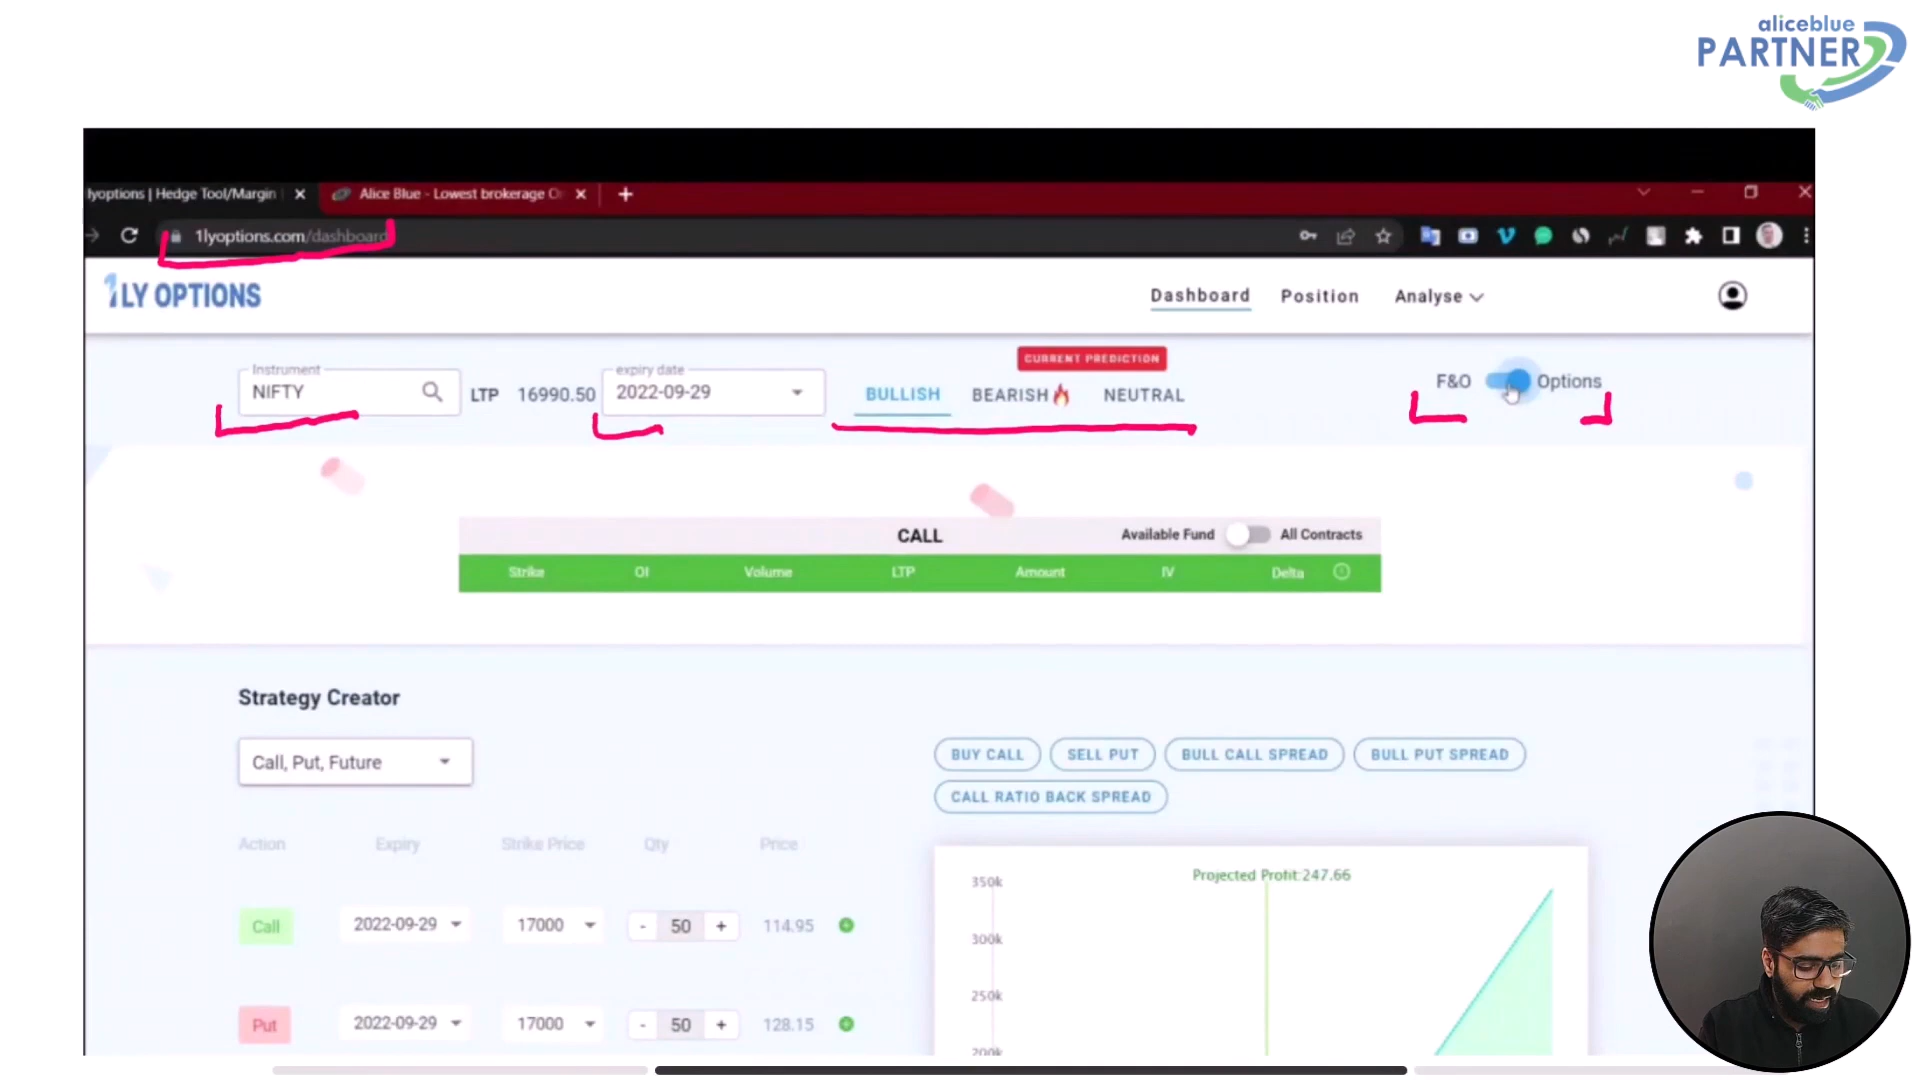 aliceblue
PARTNER
lyoptions | Hedge Tool/Margin
Alice Blue - Lowest brokerage
1lyoptions.com/dashboard
1LY OPTIONS
Dashboard
Position
Analyse
CURRENT PREDICTION
Instrument
NIFTY
LTP 16990.50
expiry date
2022-09-29
BULLISH
BEARISH
NEUTRAL
F&O
Options
CALL
Available Fund
All Contracts
Strike OI Volume LTP Amount IV Delta
Strategy Creator
Call, Put, Future
BUY CALL
SELL PUT
BULL CALL SPREAD
BULL PUT SPREAD
CALL RATIO BACK SPREAD
Action Expiry Strike Price Qty Price
Call 2022-09-29 17000 - 50 + 114.95
Put 2022-09-29 17000 - 50 + 128.15
Projected Profit:247.66
350k
300k
250k
200k